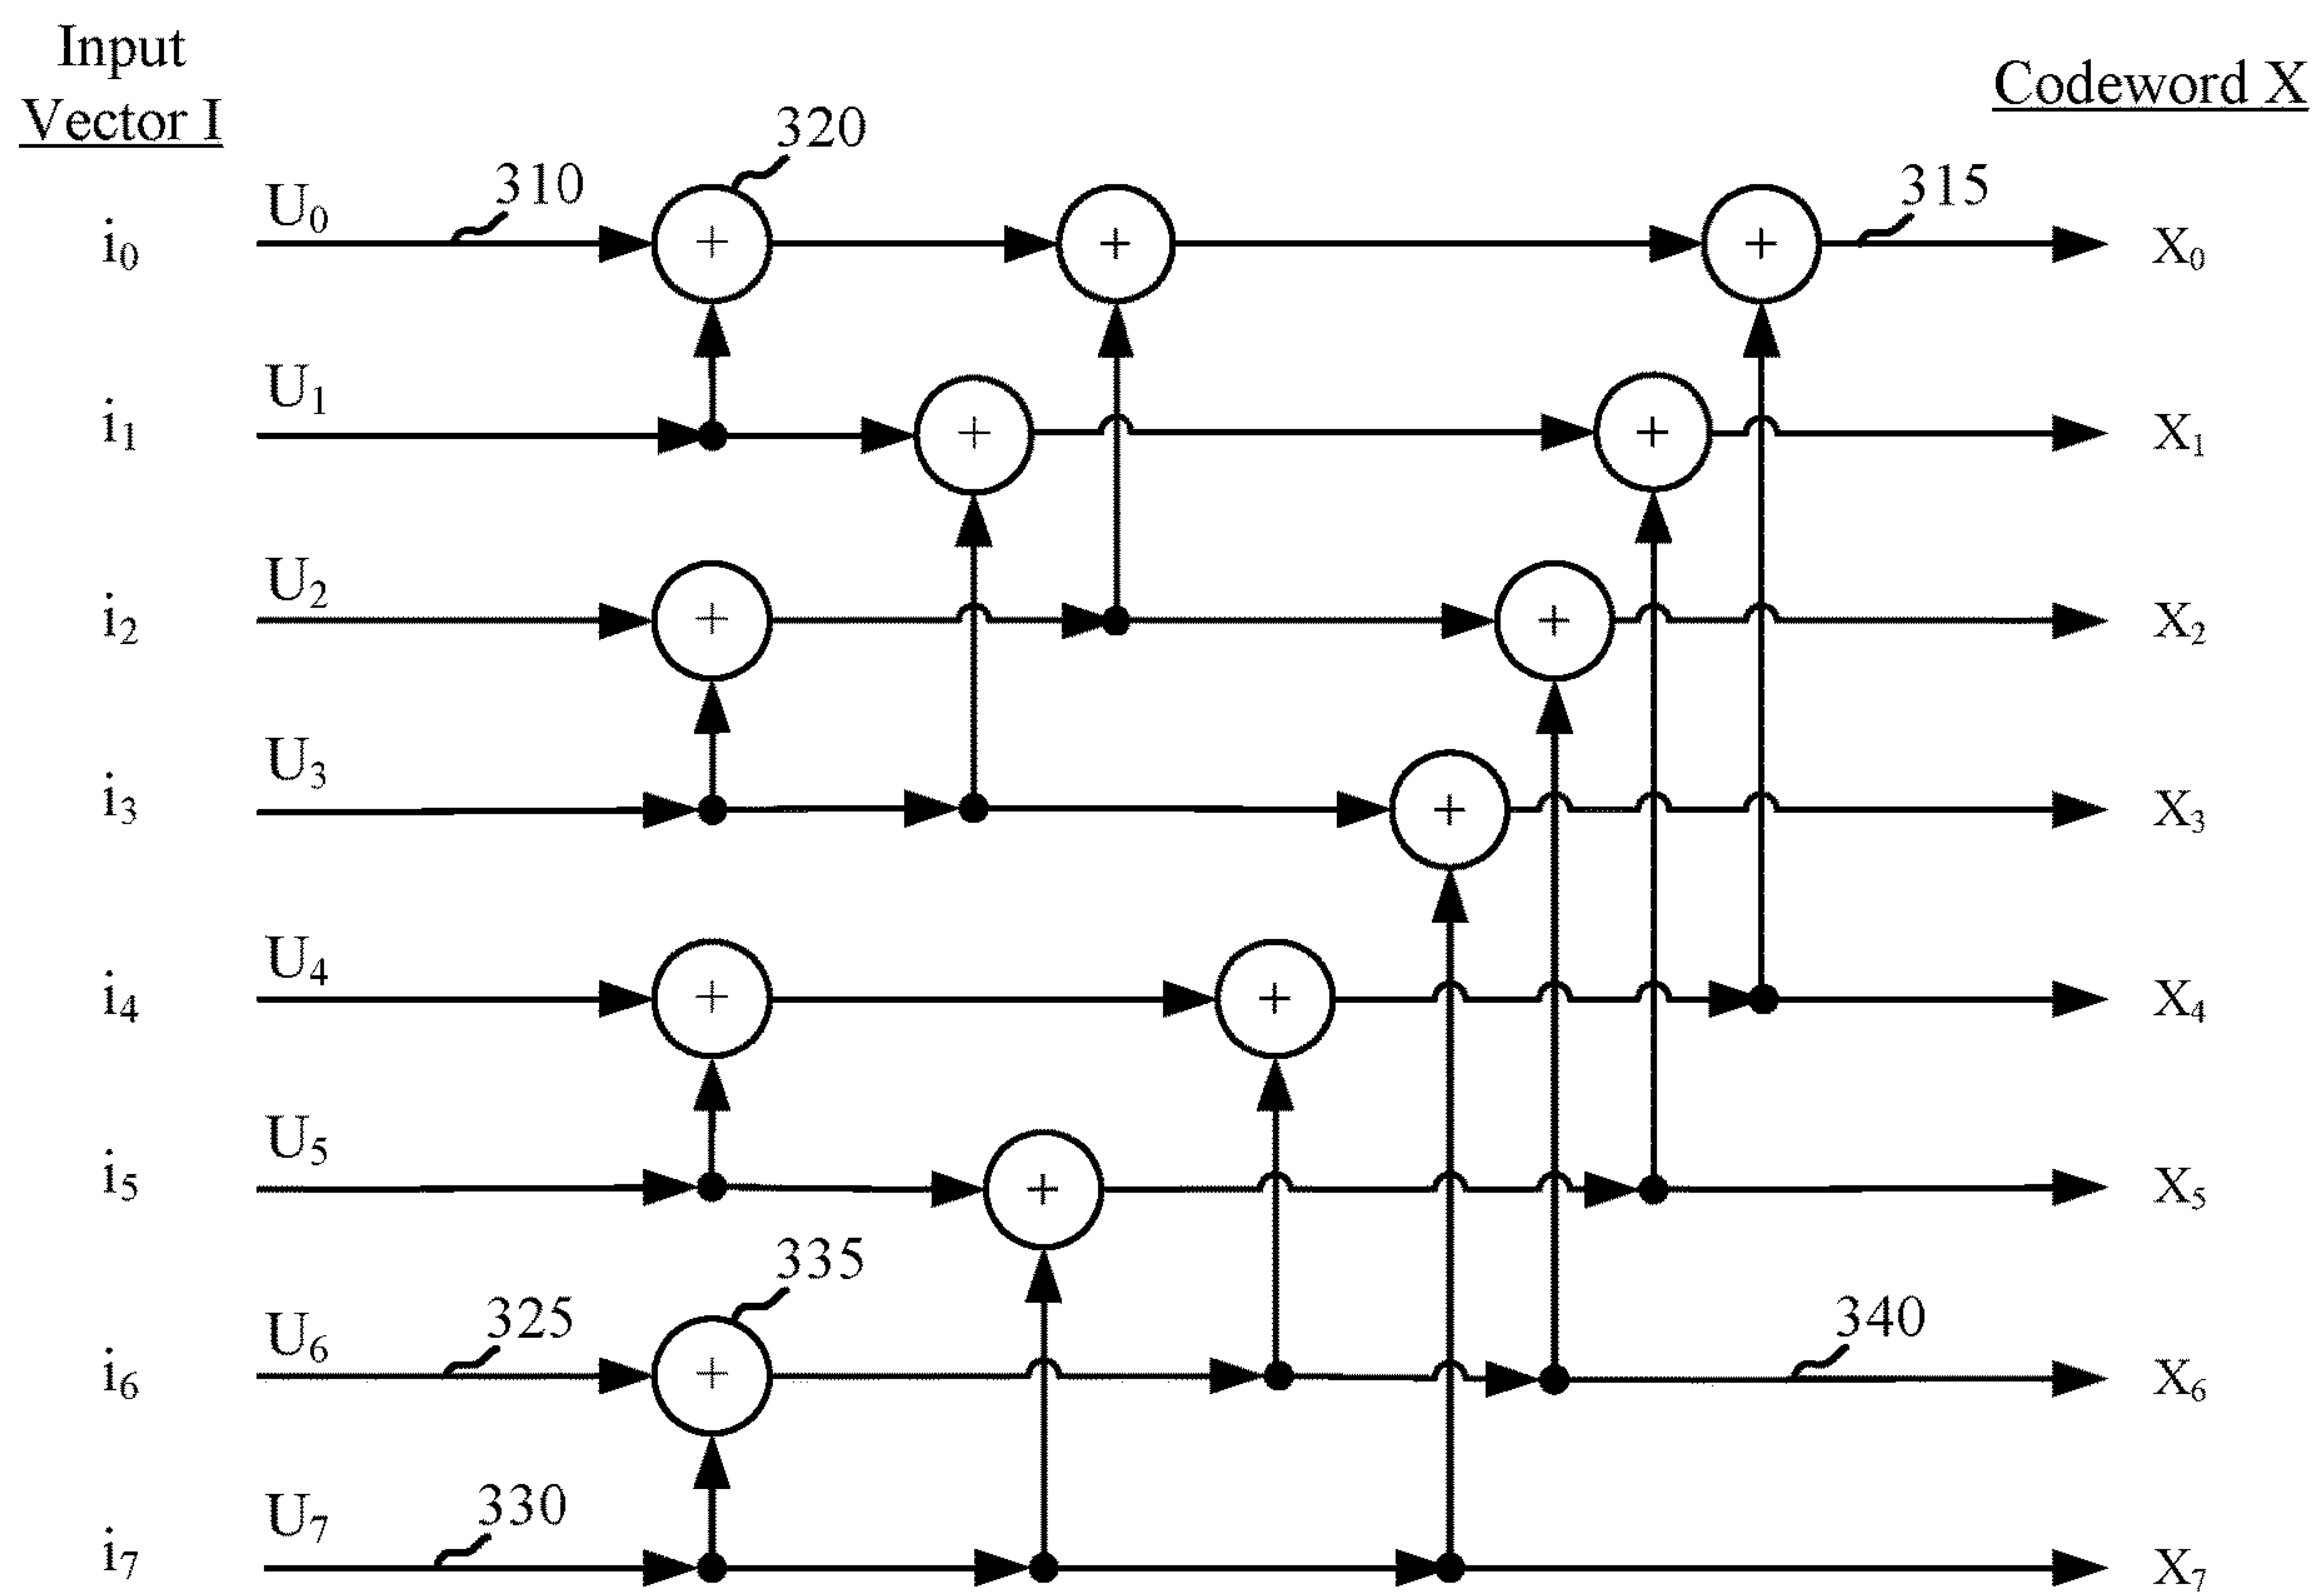 Input
Vector I
Codeword X
320
310
315
i₀ U₀ + + + X₀
i₁ U₁ + + X₁
i₂ U₂ + + X₂
i₃ U₃ + X₃
i₄ U₄ + + X₄
i₅ U₅ + X₅
335
325
340
i₆ U₆ + X₆
330
i₇ U₇ X₇